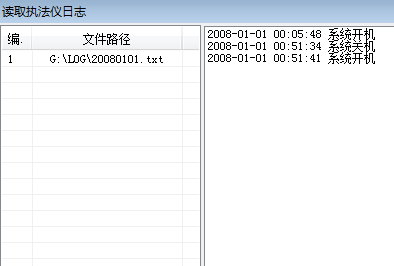 读取执法仪日志
编. 文件路径
1 G:\LOG\20080101.txt
2008-01-01 00:05:48 系统开机
2008-01-01 00:51:34 系统关机
2008-01-01 00:51:41 系统开机